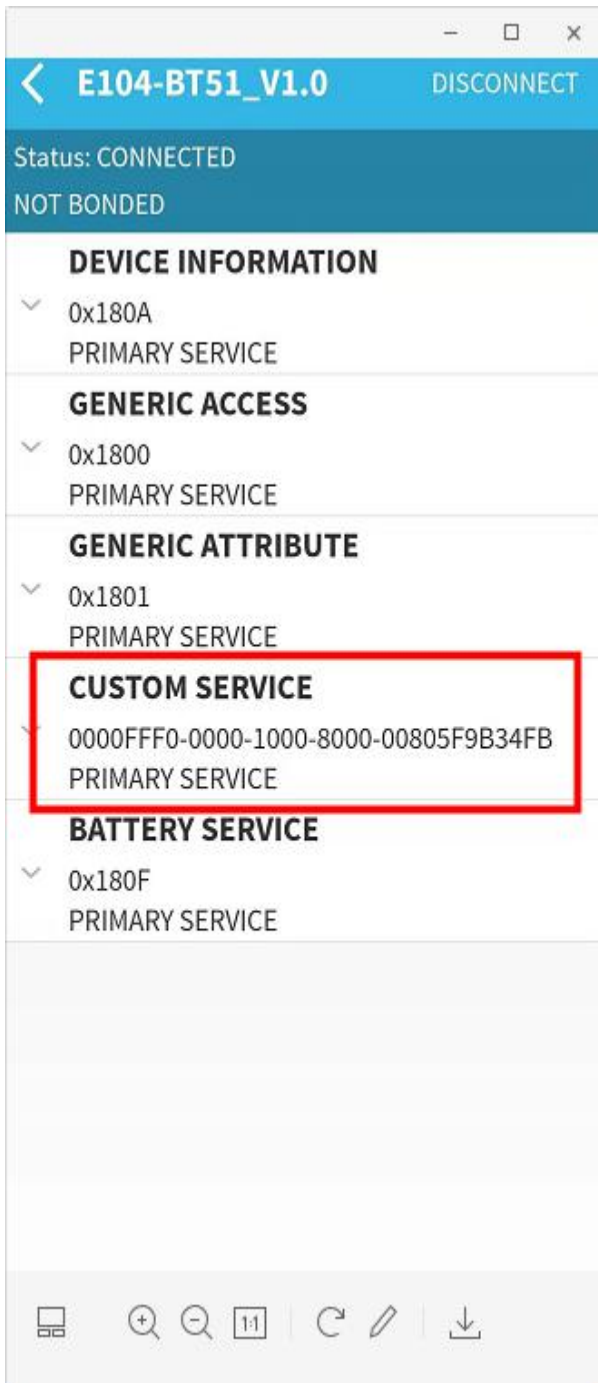 E104-BT51_V1.0 DISCONNECT
Status: CONNECTED
NOT BONDED
DEVICE INFORMATION
0x180A
PRIMARY SERVICE
GENERIC ACCESS
0x1800
PRIMARY SERVICE
GENERIC ATTRIBUTE
0x1801
PRIMARY SERVICE
CUSTOM SERVICE
0000FFF0-0000-1000-8000-00805F9B34FB
PRIMARY SERVICE
BATTERY SERVICE
0x180F
PRIMARY SERVICE
1:1